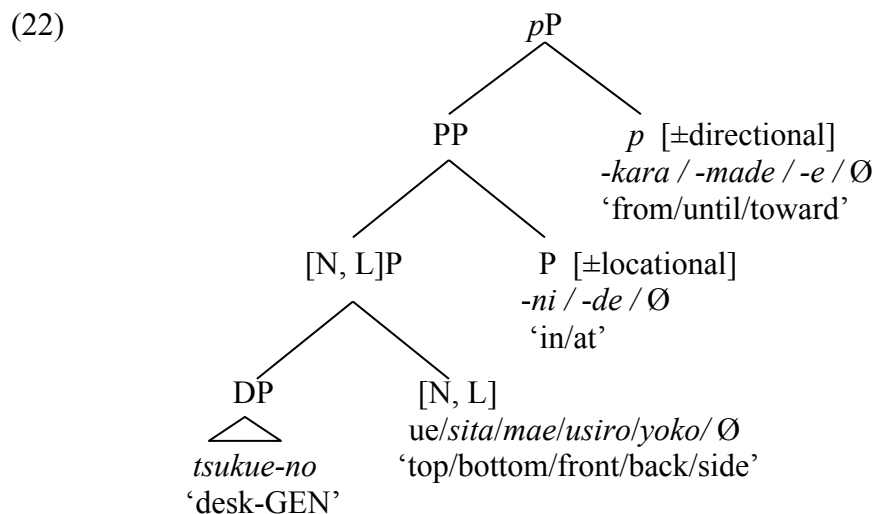 (22)
pP
PP p [±directional]
-kara / -made / -e / Ø
‘from/until/toward’
[N, L]P P [±locational]
-ni / -de / Ø
‘in/at’
DP [N, L]
ue/sita/mae/usiro/yoko/ Ø
tsukue-no ‘top/bottom/front/back/side’
‘desk-GEN’